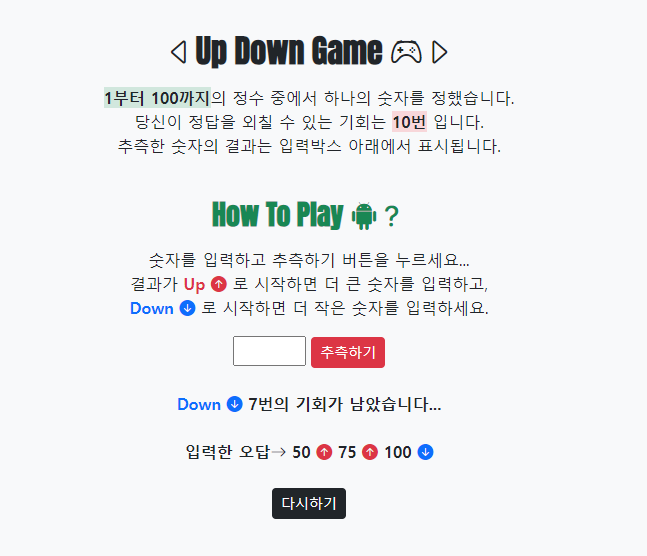 Up Down Game
1부터 100까지의 정수 중에서 하나의 숫자를 정했습니다.
당신이 정답을 외칠 수 있는 기회는 10번 입니다.
추측한 숫자의 결과는 입력박스 아래에서 표시됩니다.
How To Play ?
숫자를 입력하고 추측하기 버튼을 누르세요...
결과가 Up 로 시작하면 더 큰 숫자를 입력하고,
Down 로 시작하면 더 작은 숫자를 입력하세요.
추측하기
Down 7번의 기회가 남았습니다...
입력한 오답→ 50 75 100
다시하기